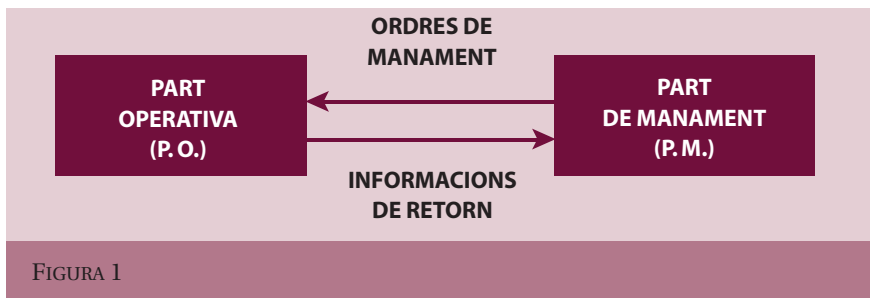 ORDRES DE
MANAMENT
PART
OPERATIVA
(P. O.)
PART
DE MANAMENT
(P. M.)
INFORMACIONS
DE RETORN
FIGURA 1